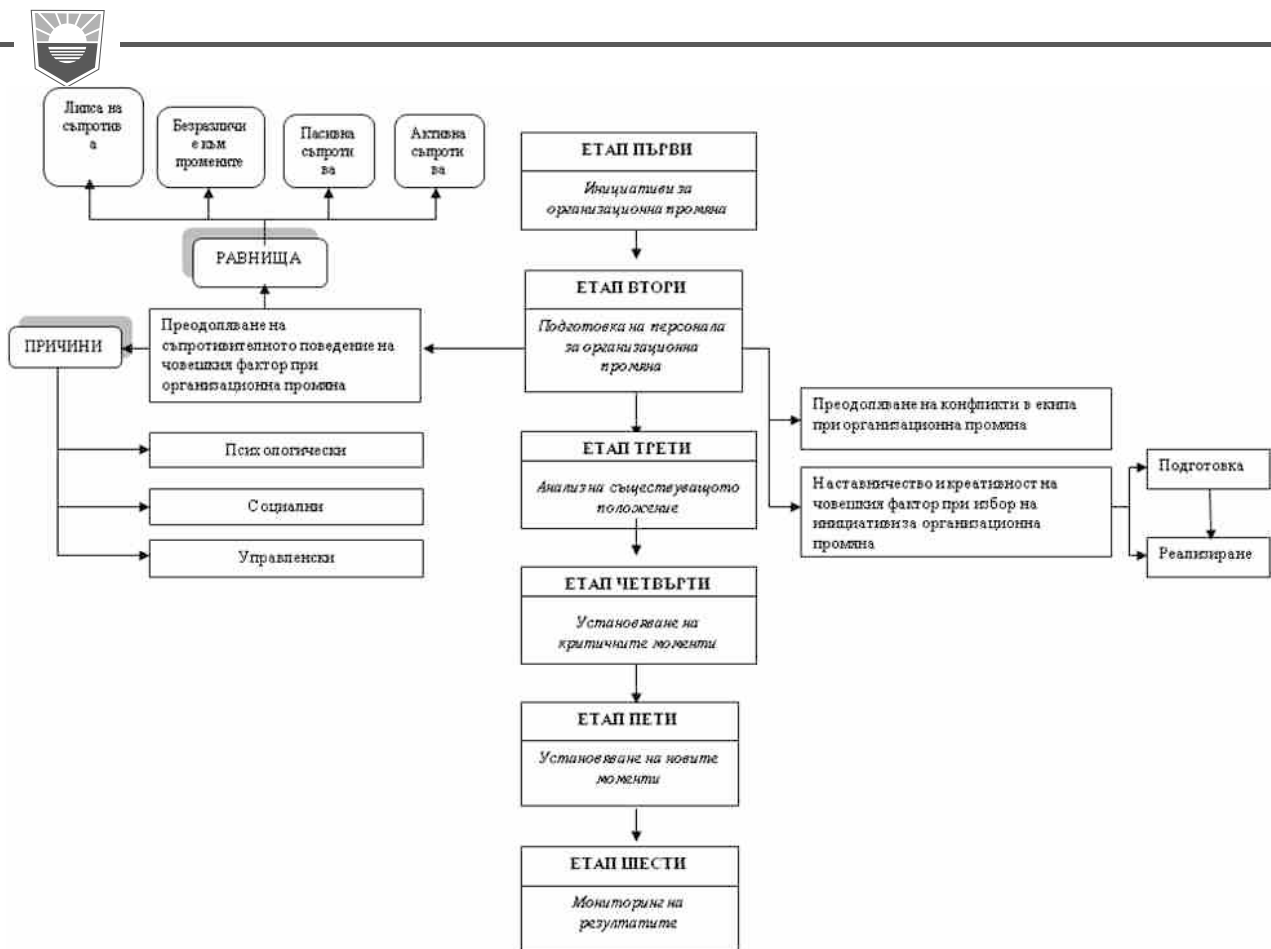 Липса на
съпротив
а
Безразличи
е към
промените
Пасивна
съпроти
ва
Активна
съпроти
ва
РАВНИЩА
ПРИЧИНИ
Преодоляване на
съпротивителното поведение на
човешкия фактор при
организационна промяна
Психологически
Социални
Управленски
ЕТАП ПЪРВИ
Инициативи за
организационна промяна
ЕТАП ВТОРИ
Подготовка на персонала
за организационна
промяна
ЕТАП ТРЕТИ
Анализ на съществуващото
положение
ЕТАП ЧЕТВЪРТИ
Установяване на
критичните моменти
ЕТАП ПЕТИ
Установяване на новите
моменти
ЕТАП ШЕСТИ
Мониторинг на
резултатите
Преодоляване на конфликти в екипа
при организационна промяна
Наставничество и креативност на
човешкия фактор при избор на
инициативи за организационна
промяна
Подготовка
Реализиране